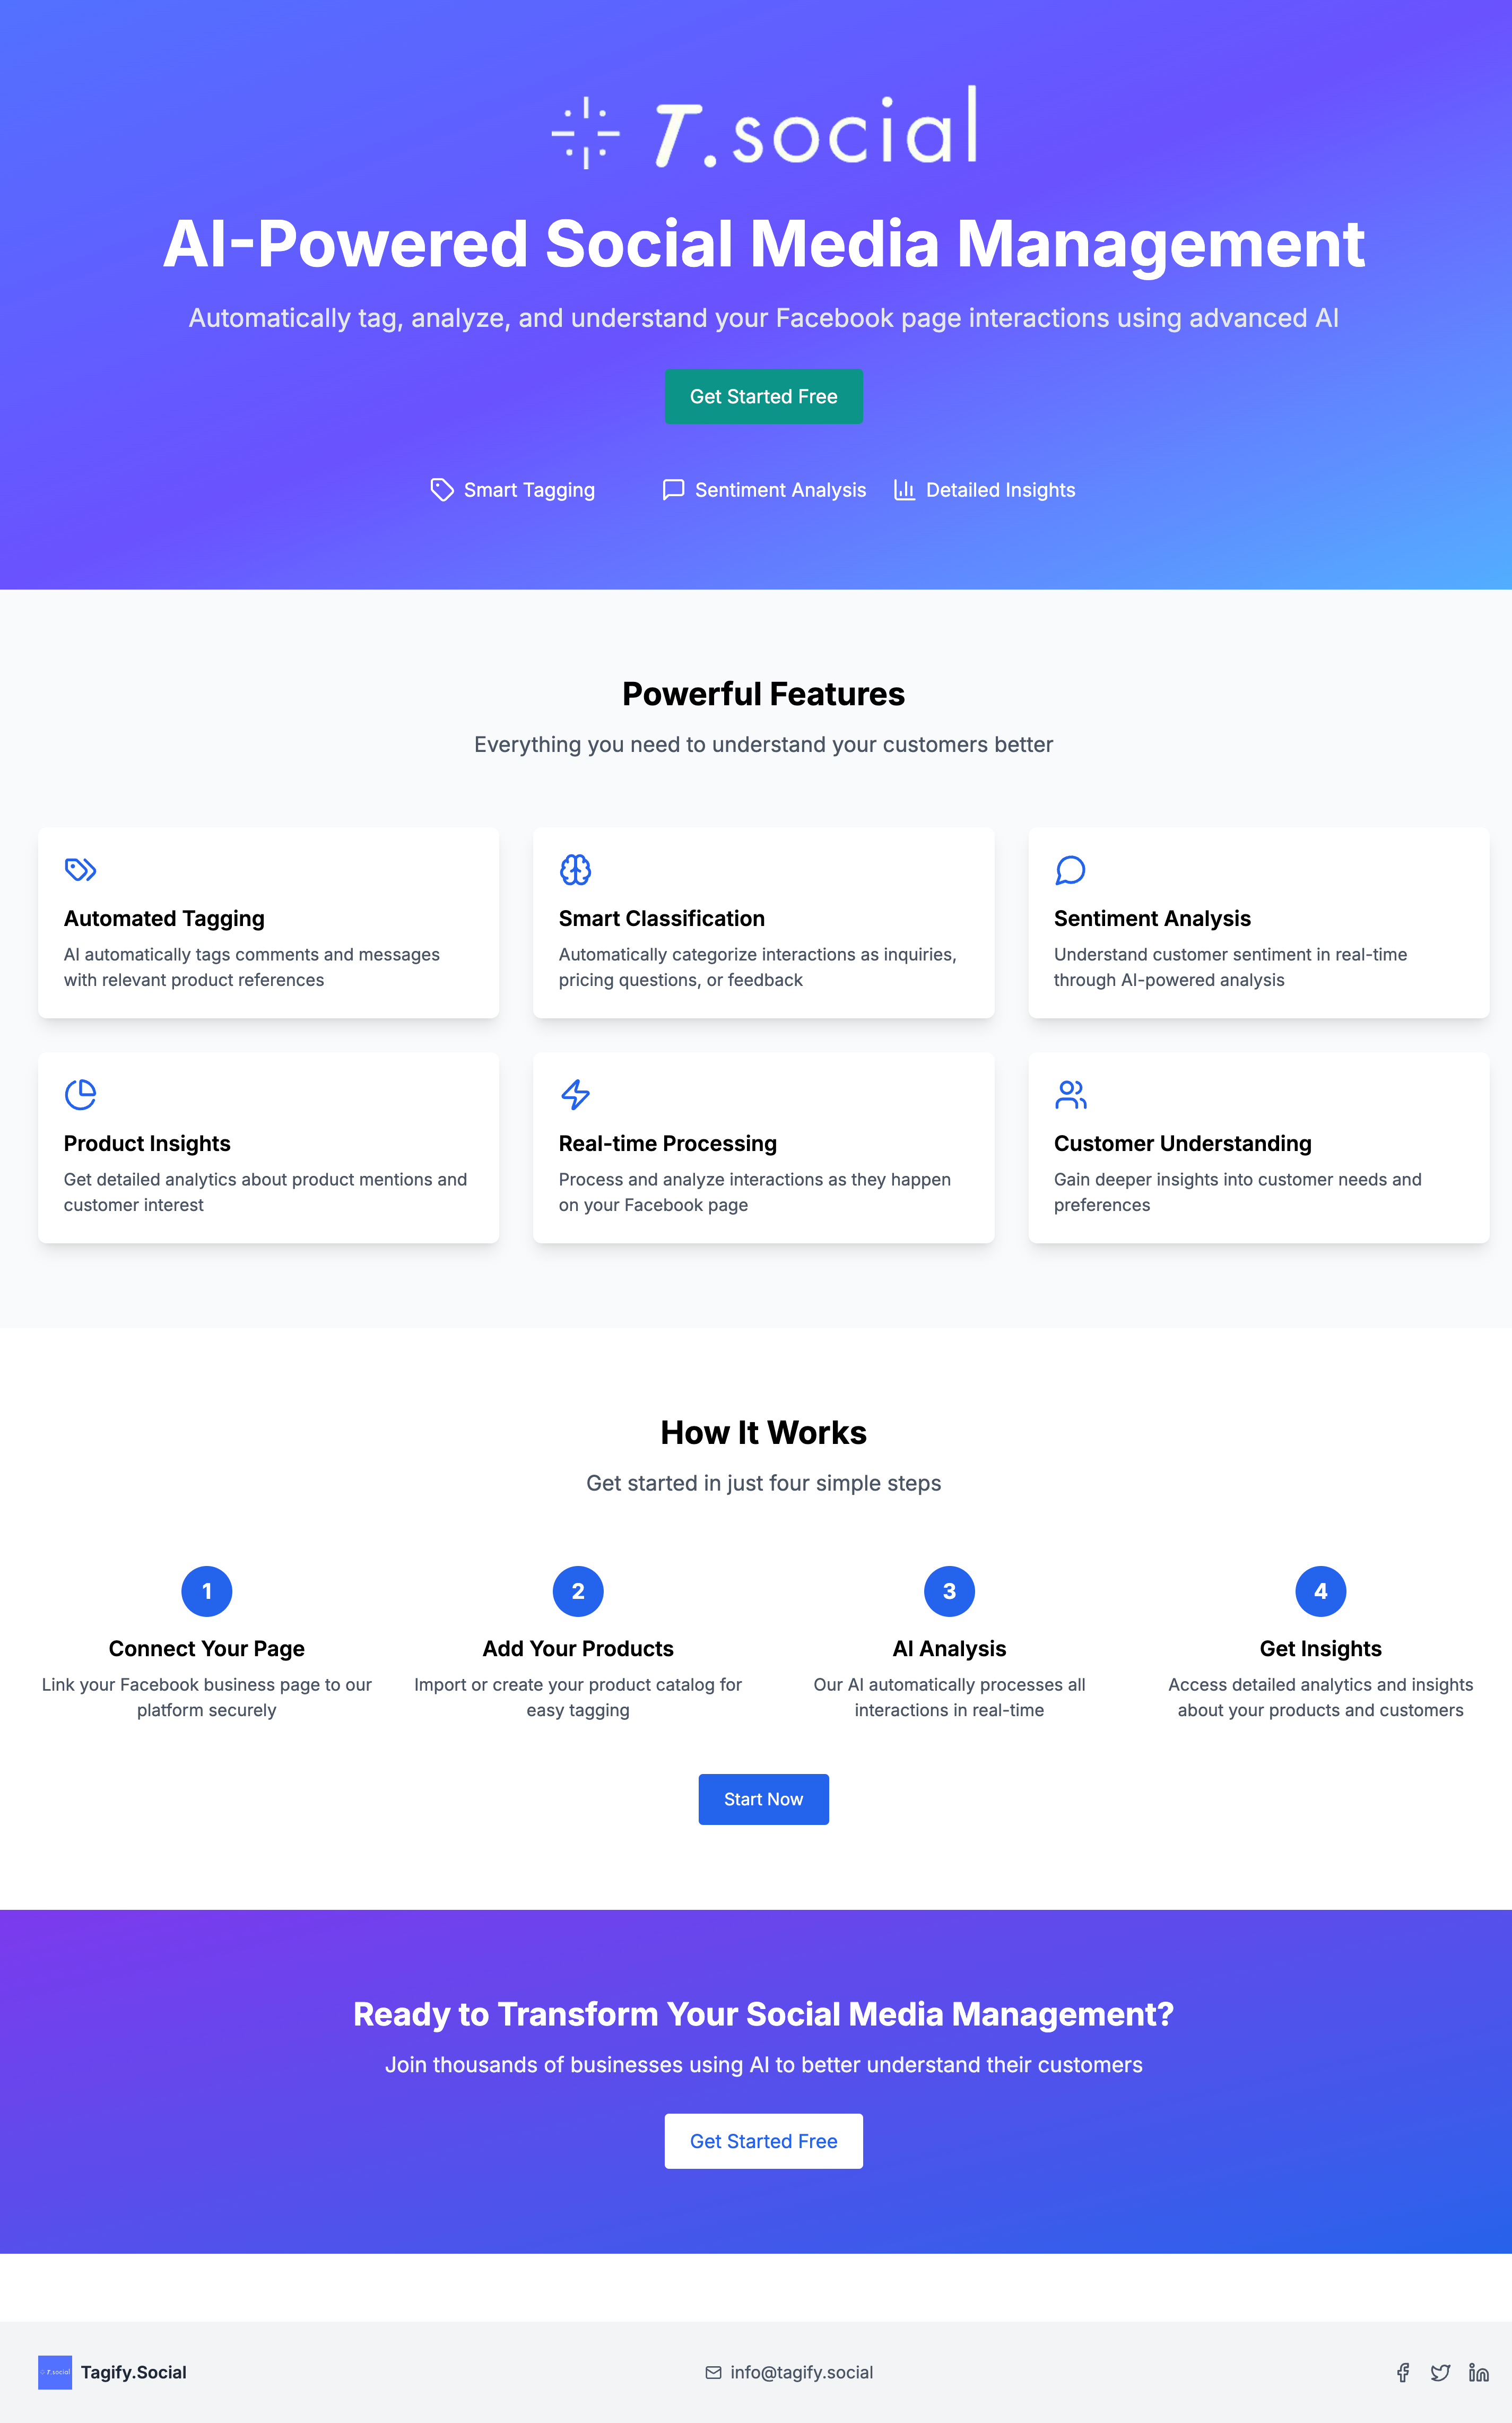 T.social
AI-Powered Social Media Management
Automatically tag, analyze, and understand your Facebook page interactions using advanced AI
Get Started Free
Smart Tagging
Sentiment Analysis
Detailed Insights
Powerful Features
Everything you need to understand your customers better
Automated Tagging
AI automatically tags comments and messages
with relevant product references
Smart Classification
Automatically categorize interactions as inquiries,
pricing questions, or feedback
Sentiment Analysis
Understand customer sentiment in real-time
through AI-powered analysis
Product Insights
Get detailed analytics about product mentions and
customer interest
Real-time Processing
Process and analyze interactions as they happen
on your Facebook page
Customer Understanding
Gain deeper insights into customer needs and
preferences
How It Works
Get started in just four simple steps
1
Connect Your Page
Link your Facebook business page to our
platform securely
2
Add Your Products
Import or create your product catalog for
easy tagging
3
AI Analysis
Our AI automatically processes all
interactions in real-time
4
Get Insights
Access detailed analytics and insights
about your products and customers
Start Now
Ready to Transform Your Social Media Management?
Join thousands of businesses using AI to better understand their customers
Get Started Free
T.social
Tagify.Social
info@tagify.social